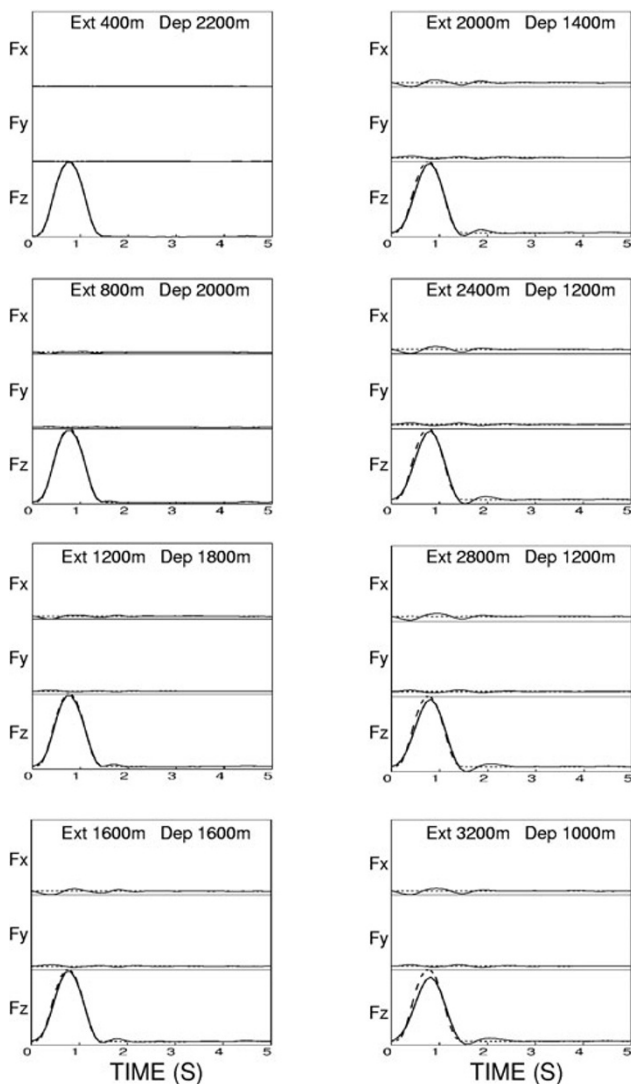 Ext 400m Dep 2200m
Fx
Fy
Fz
0 1 2 3 4 5
Ext 800m Dep 2000m
Fx
Fy
Fz
0 1 2 3 4 5
Ext 1200m Dep 1800m
Fx
Fy
Fz
0 1 2 3 4 5
Ext 1600m Dep 1600m
Fx
Fy
Fz
0 1 2 3 4 5
TIME (S)
Ext 2000m Dep 1400m
Fx
Fy
Fz
0 1 2 3 4 5
Ext 2400m Dep 1200m
Fx
Fy
Fz
0 1 2 3 4 5
Ext 2800m Dep 1200m
Fx
Fy
Fz
0 1 2 3 4 5
Ext 3200m Dep 1000m
Fx
Fy
Fz
0 1 2 3 4 5
TIME (S)